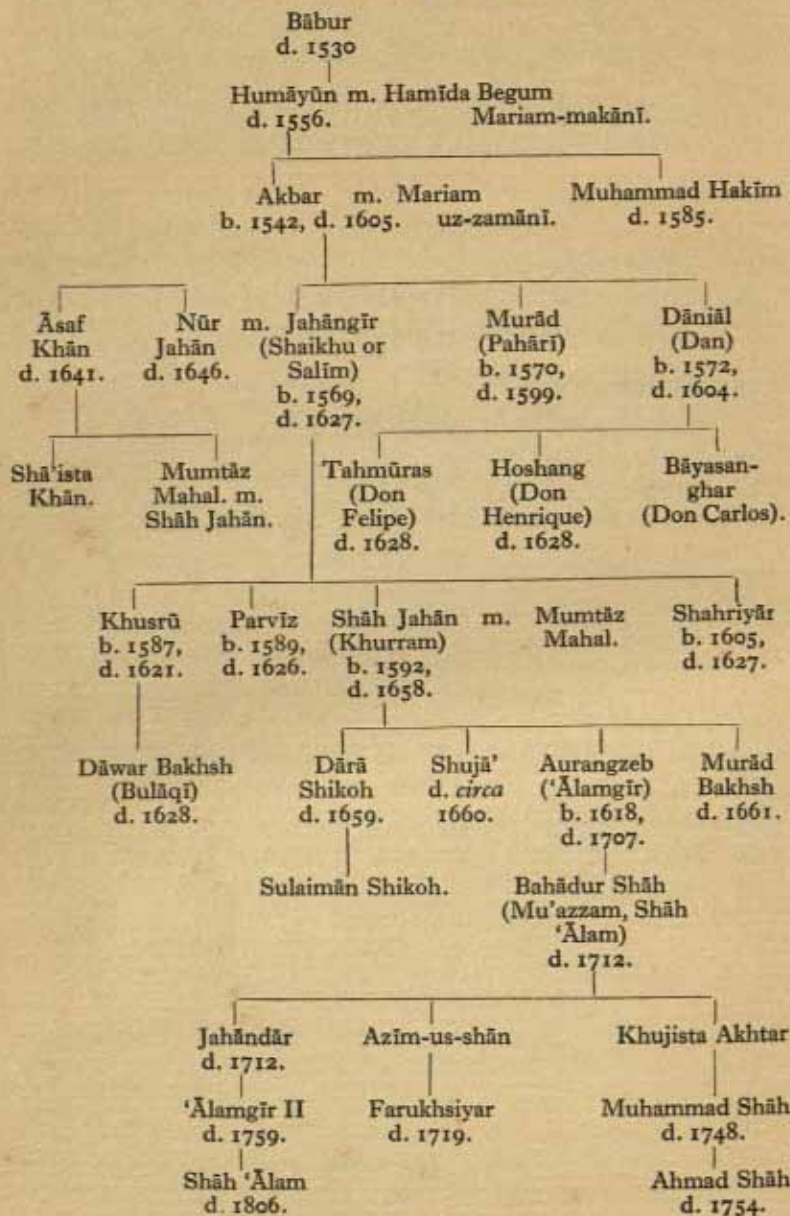 Bābur
d. 1530
Humāyūn m. Hamīda Begum
d. 1556. Mariam-makānī.
Akbar m. Mariam Muhammad Hakīm
b. 1542, d. 1605. uz-zamānī. d. 1585.
Āsaf Nūr m. Jahāngīr Murād Dāniāl
Khān Jahān (Shaikhu or (Pahārī) (Dan)
d. 1641. d. 1646. Salīm) b. 1570, b. 1572,
b. 1569, d. 1599. d. 1604.
d. 1627.
Shā'ista Mumtāz Tahmūras Hoshang Bāyasan-
Khān. Mahal. m. (Don (Don ghar
Shāh Jahān. Felipe) Henrique) (Don Carlos).
d. 1628. d. 1628.
Khusrū Parvīz Shāh Jahān m. Mumtāz Shahriyār
b. 1587, b. 1589, (Khurram) Mahal. b. 1605,
d. 1621. d. 1626. b. 1592, d. 1627.
d. 1658.
Dāwar Bakhsh Dārā Shujā' Aurangzeb Murād
(Bulāqī) Shikoh d. circa ('Ālamgīr) Bakhsh
d. 1628. d. 1659. 1660. b. 1618, d. 1661.
d. 1707.
Sulaimān Shikoh. Bahādur Shāh
(Mu'azzam, Shāh
'Ālam)
d. 1712.
Jahāndār Azīm-us-shān Khujista Akhtar
d. 1712.
'Ālamgīr II Farukhsiyar Muhammad Shāh
d. 1759. d. 1719. d. 1748.
Shāh 'Ālam Ahmad Shāh
d. 1806. d. 1754.